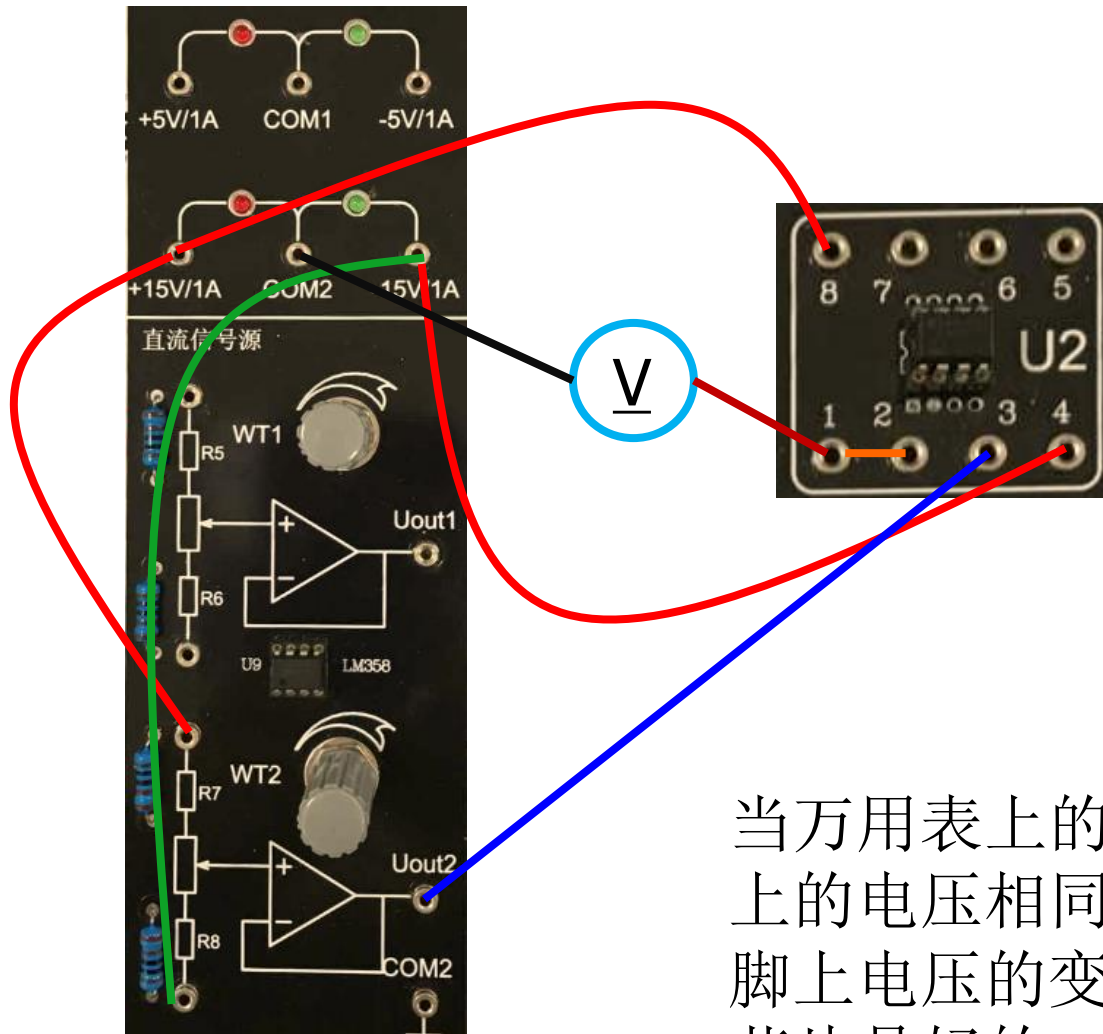 +5V/1A COM1 -5V/1A
+15V/1A COM2 15V/1A
直流信号源
WT1
R5
Uout1
R6
U9 LM358
WT2
R7
Uout2
R8
COM2
V
8 7 6 5
U2
1 2 3 4
当万用表上的
上的电压相同
脚上电压的变